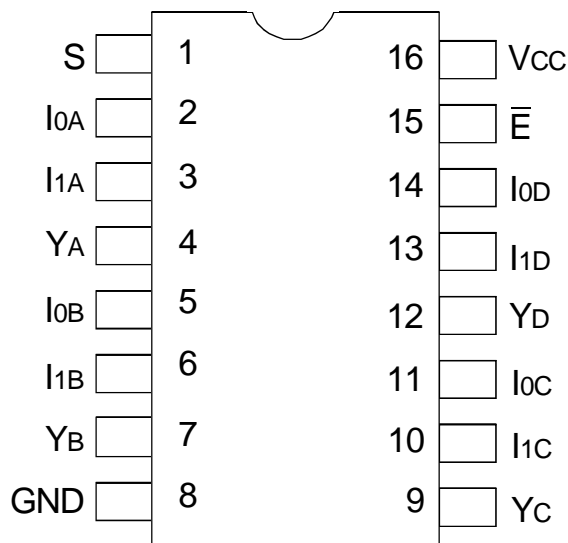 S 1 16 VCC
I0A 2 15 E̅
I1A 3 14 I0D
YA 4 13 I1D
I0B 5 12 YD
I1B 6 11 I0C
YB 7 10 I1C
GND 8 9 YC